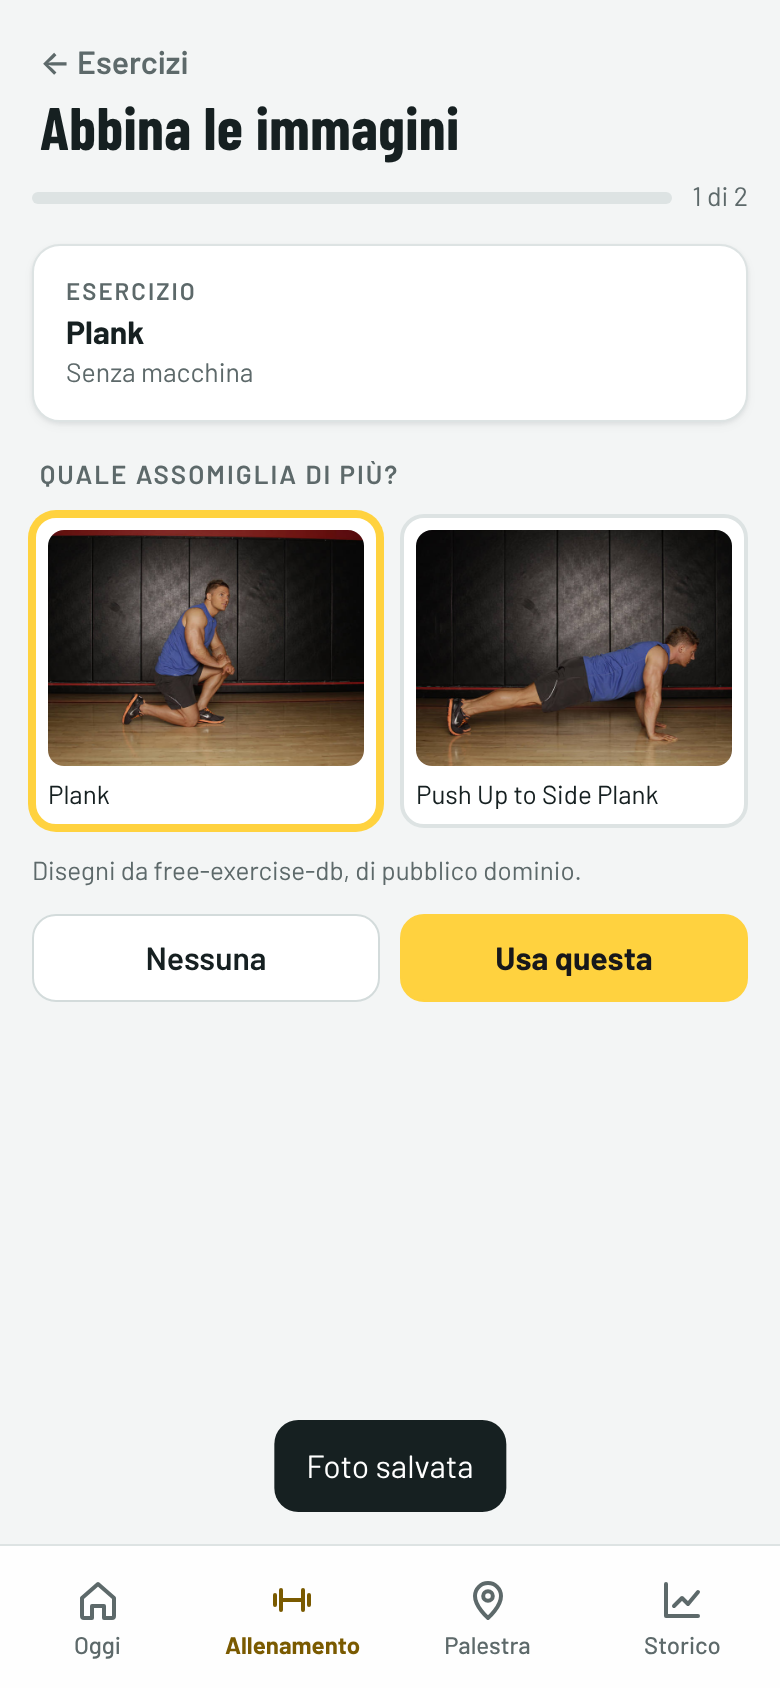 ← Esercizi
Abbina le immagini
1 di 2
ESERCIZIO
Plank
Senza macchina
QUALE ASSOMIGLIA DI PIÙ?
Plank
Push Up to Side Plank
Disegni da free-exercise-db, di pubblico dominio.
Nessuna
Usa questa
Foto salvata
Oggi
Allenamento
Palestra
Storico